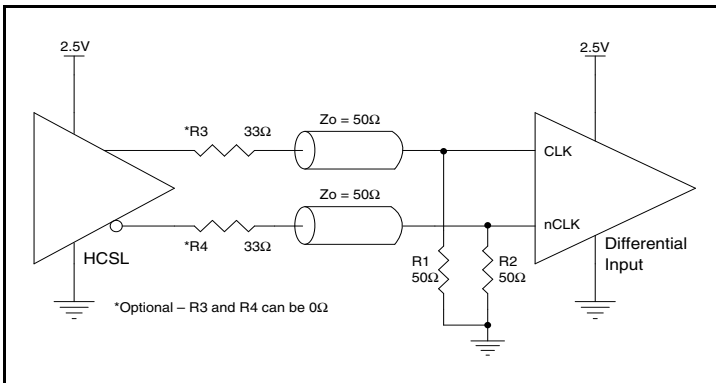 2.5V
2.5V
*R3 33Ω
Zo = 50Ω
CLK
Zo = 50Ω
nCLK
*R4 33Ω
HCSL
R1
50Ω
R2
50Ω
Differential
Input
*Optional – R3 and R4 can be 0Ω